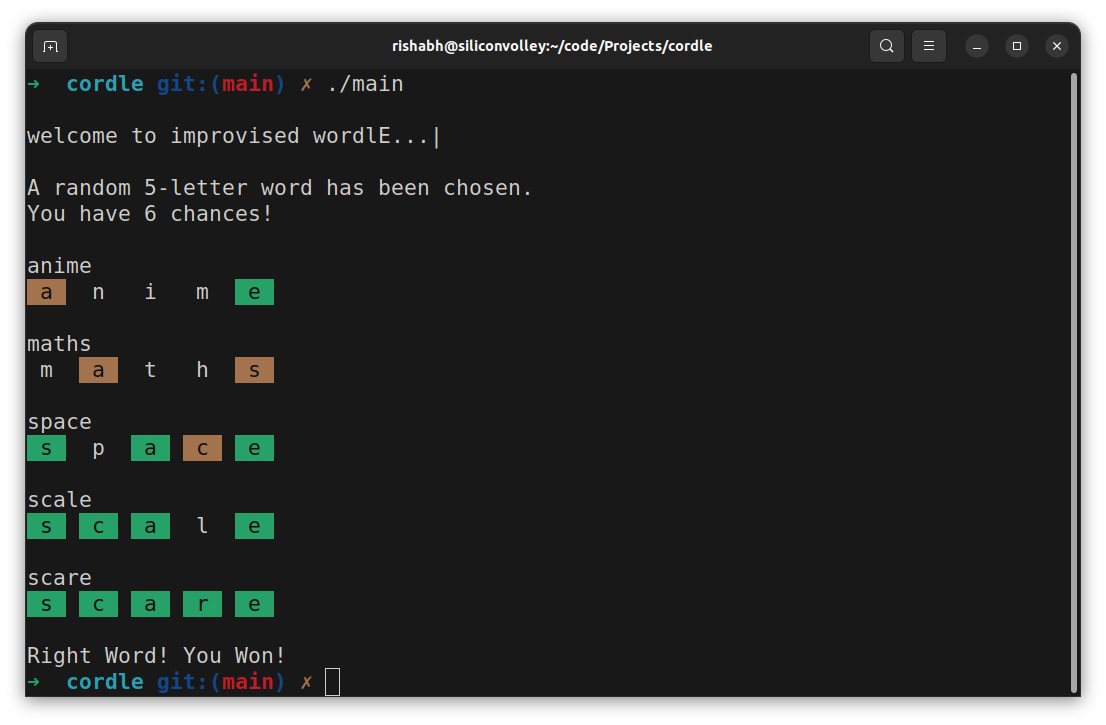 rishabh@siliconvolley:~/code/Projects/cordle
➜ cordle git:(main) ✗ ./main
welcome to improvised wordlE...|
A random 5-letter word has been chosen.
You have 6 chances!
anime
a n i m e
maths
m a t h s
space
s p a c e
scale
s c a l e
scare
s c a r e
Right Word! You Won!
➜ cordle git:(main) ✗